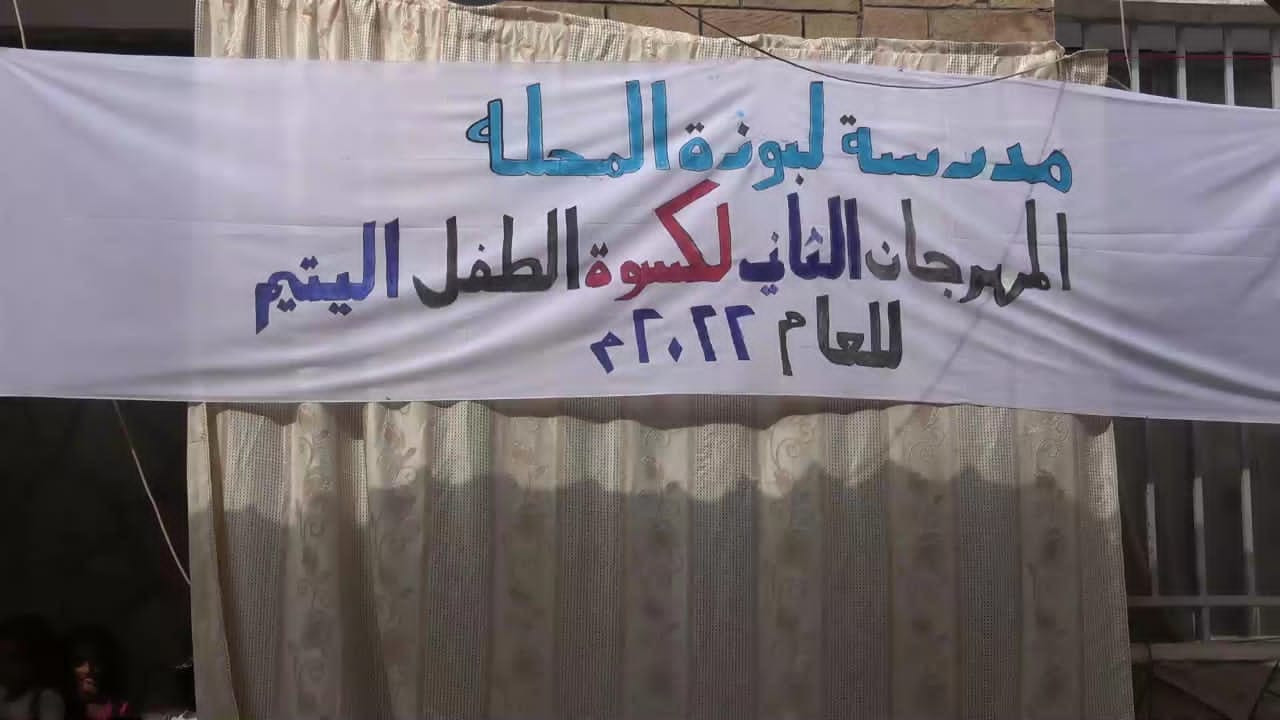 مدرسة لبوزة المحله
المهرجان الثاني لكسوة الطفل اليتيم
للعام ٢٠٢٢م